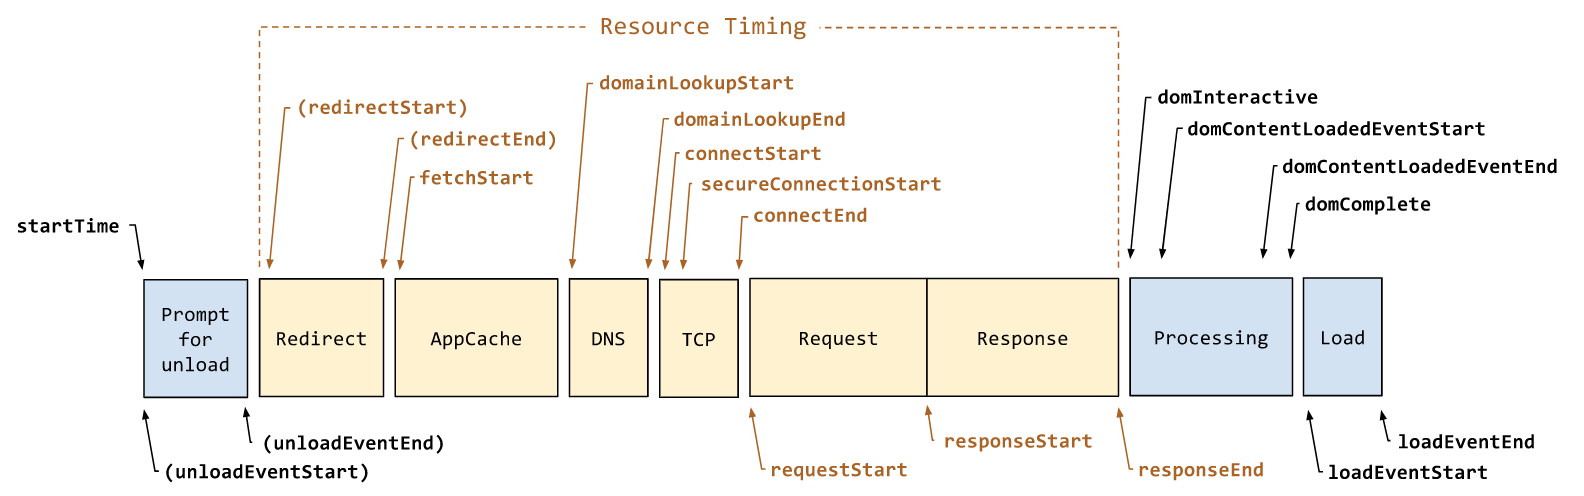 Resource Timing
domainLookupStart
(redirectStart)
domInteractive
domainLookupEnd
domContentLoadedEventStart
(redirectEnd)
connectStart
domContentLoadedEventEnd
fetchStart
secureConnectionStart
domComplete
connectEnd
startTime
Prompt
for
unload
Redirect
AppCache
DNS
TCP
Request
Response
Processing
Load
(unloadEventEnd)
responseStart
loadEventEnd
(unloadEventStart)
requestStart
responseEnd
loadEventStart